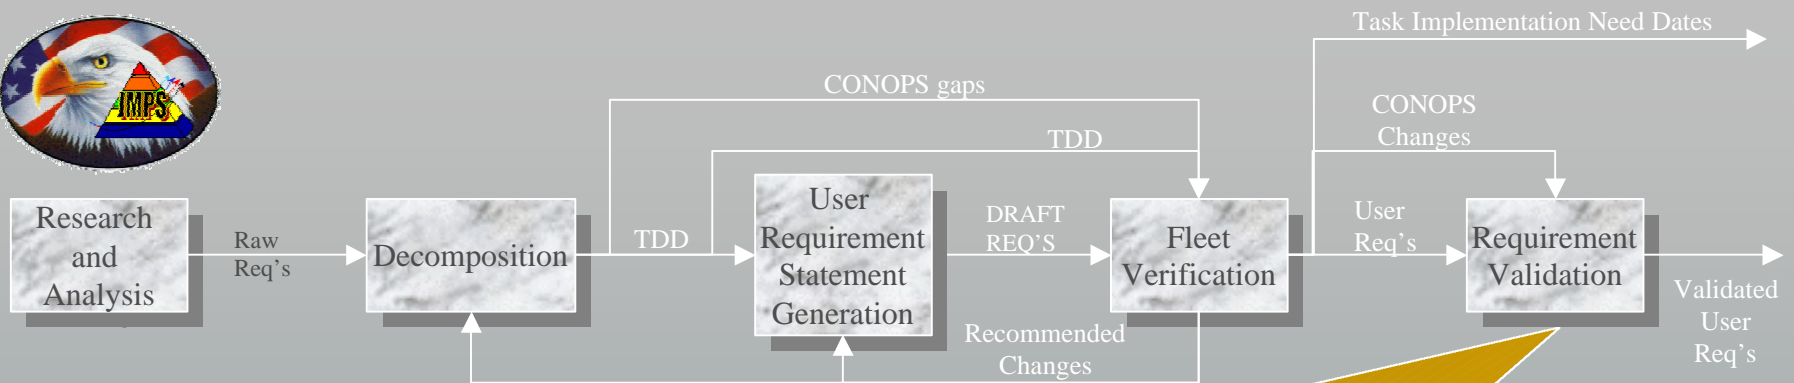 Task Implementation Need Dates
IMPS
CONOPS gaps
CONOPS
Changes
TDD
Research
and
Analysis
Raw
Req's
Decomposition
TDD
User
Requirement
Statement
Generation
DRAFT
REQ'S
Fleet
Verification
User
Req's
Requirement
Validation
Validated
User
Req's
Recommended
Changes